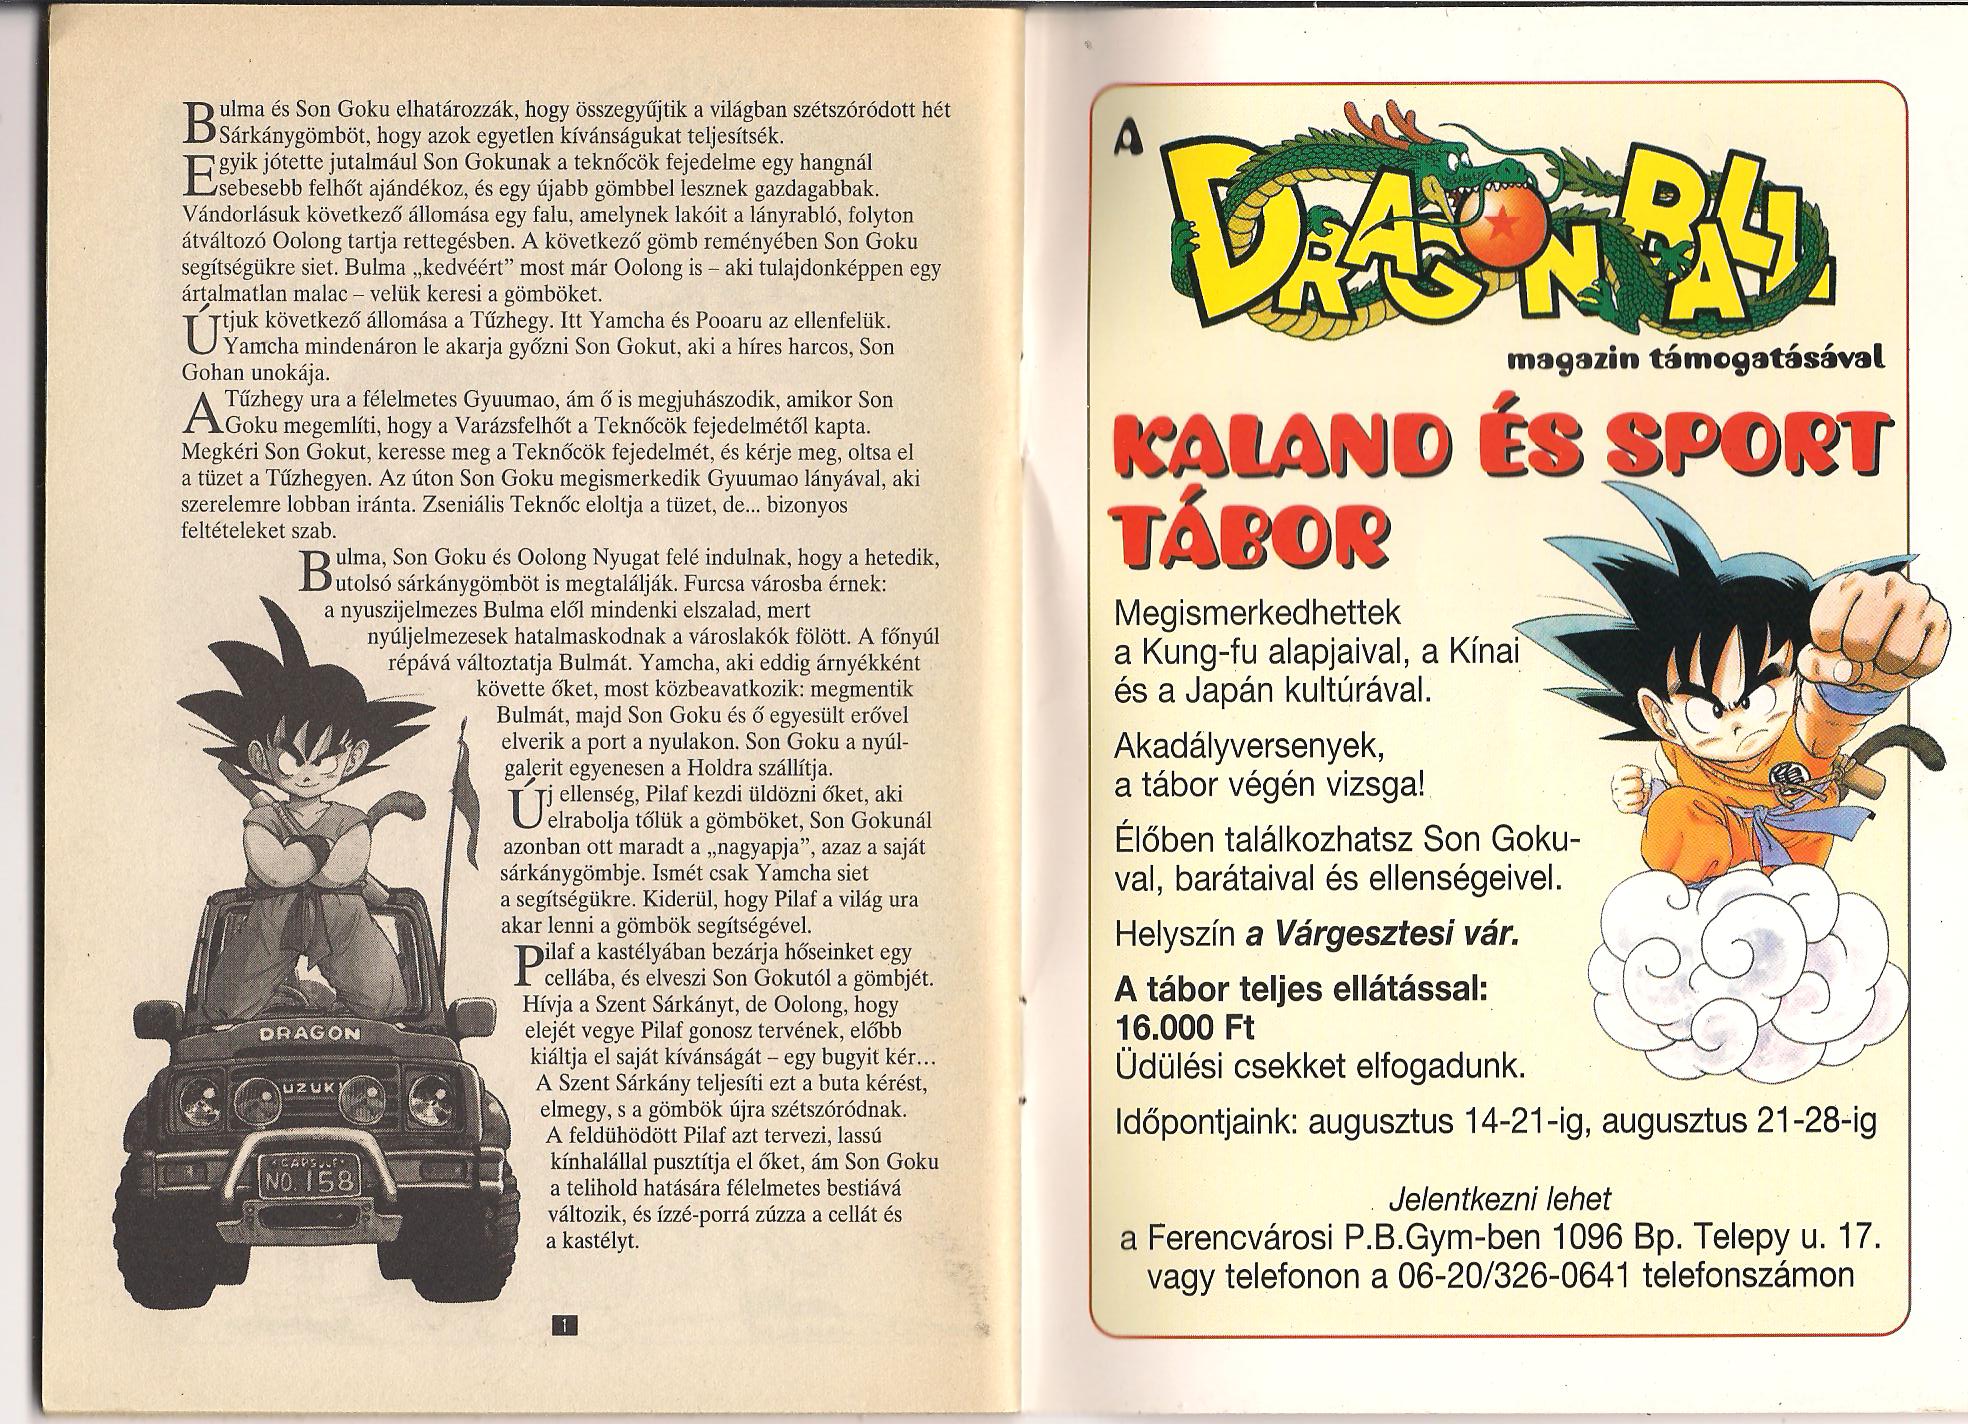 Bulma és Son Goku elhatározzák, hogy összegyűjtik a világban szétszóródott hét
Sárkánygömböt, hogy azok egyetlen kívánságukat teljesítsék.
Egyik jótette jutalmául Son Gokunak a teknőcök fejedelme egy hangnál
sebesebb felhőt ajándékoz, és egy újabb gömbbel lesznek gazdagabbak.
Vándorlásuk következő állomása egy falu, amelynek lakóit a lányrabló, folyton
átváltozó Oolong tartja rettegésben. A következő gömb reményében Son Goku
segítségükre siet. Bulma „kedvéért” most már Oolong is – aki tulajdonképpen egy
ártalmatlan malac – velük keresi a gömböket.
Útjuk következő állomása a Tűzhegy. Itt Yamcha és Pooaru az ellenfelük.
Yamcha mindenáron le akarja győzni Son Gokut, aki a híres harcos, Son
Gohan unokája.
A Tűzhegy ura a félelmetes Gyuumao, ám ő is megjuhászodik, amikor Son
Goku megemlíti, hogy a Varázsfelhőt a Teknőcök fejedelmétől kapta.
Megkéri Son Gokut, keresse meg a Teknőcök fejedelmét, és kérje meg, oltsa el
a tüzet a Tűzhegyen. Az úton Son Goku megismerkedik Gyuumao lányával, aki
szerelemre lobban iránta. Zseniális Teknőc eloltja a tüzet, de... bizonyos
feltételeket szab.
Bulma, Son Goku és Oolong Nyugat felé indulnak, hogy a hetedik,
utolsó sárkánygömböt is megtalálják. Furcsa városba érnek:
a nyuszijelmezes Bulma elől mindenki elszalad, mert
nyúljelmezesek hatalmaskodnak a városlakók fölött. A főnyúl
répává változtatja Bulmát. Yamcha, aki eddig árnyékként
követte őket, most közbeavatkozik: megmentik
Bulmát, majd Son Goku és ő egyesült erővel
elverik a port a nyulakon. Son Goku a nyúl-
galerit egyenesen a Holdra szállítja.
Új ellenség, Pilaf kezdi üldözni őket, aki
elrabolja tőlük a gömböket, Son Gokunál
azonban ott maradt a „nagyapja”, azaz a saját
sárkánygömbje. Ismét csak Yamcha siet
a segítségükre. Kiderül, hogy Pilaf a világ ura
akar lenni a gömbök segítségével.
Pilaf a kastélyában bezárja hőseinket egy
cellába, és elveszi Son Gokutól a gömbjét.
Hívja a Szent Sárkányt, de Oolong, hogy
elejét vegye Pilaf gonosz tervének, előbb
kiáltja el saját kívánságát – egy bugyit kér...
A Szent Sárkány teljesíti ezt a buta kérést,
elmegy, s a gömbök újra szétszóródnak.
A feldühödött Pilaf azt tervezi, lassú
kínhalállal pusztítja el őket, ám Son Goku
a telihold hatására félelmetes bestiává
változik, és ízzé-porrá zúzza a cellát és
a kastélyt.
DRAGON
UZUKI
CAPSULE
NO.158
1
A
DRAGON BALL
magazin támogatásával
KALAND ÉS SPORT
TÁBOR
Megismerkedhettek
a Kung-fu alapjaival, a Kínai
és a Japán kultúrával.
Akadályversenyek,
a tábor végén vizsga!
Élőben találkozhatsz Son Goku-
val, barátaival és ellenségeivel.
Helyszín a Várgesztesi vár.
A tábor teljes ellátással:
16.000 Ft
Üdülési csekket elfogadunk.
Időpontjaink: augusztus 14-21-ig, augusztus 21-28-ig
Jelentkezni lehet
a Ferencvárosi P.B.Gym-ben 1096 Bp. Telepy u. 17.
vagy telefonon a 06-20/326-0641 telefonszámon